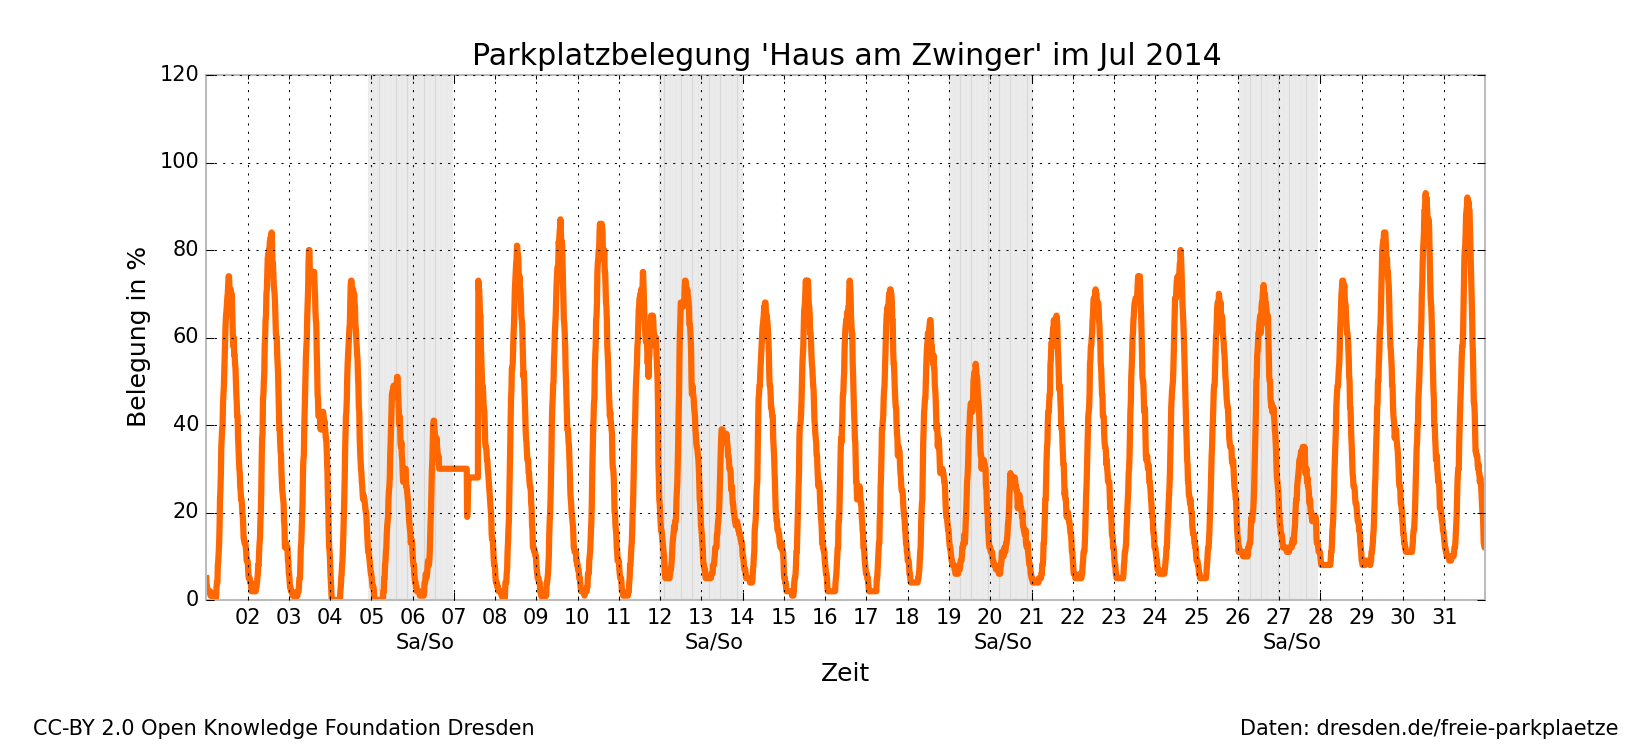 Parkplatzbelegung 'Haus am Zwinger' im Jul 2014
120
100
80
60
40
20
0
Belegung in %
02 03 04 05 06 07 08 09 10 11 12 13 14 15 16 17 18 19 20 21 22 23 24 25 26 27 28 29 30 31
Sa/So Sa/So Sa/So Sa/So
Zeit
CC-BY 2.0 Open Knowledge Foundation Dresden
Daten: dresden.de/freie-parkplaetze